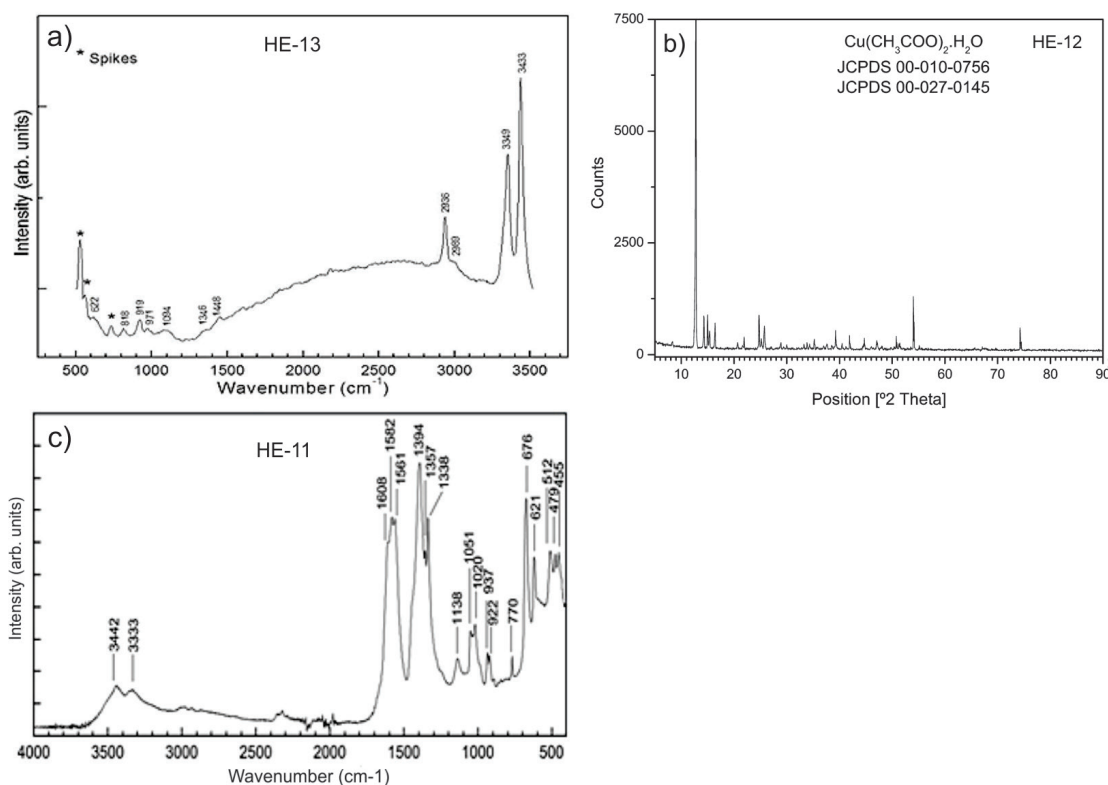 a)
HE-13
* Spikes
Intensity (arb. units)
622
818
919
971
1094
1346
1448
2936
2989
3349
3433
0 500 1000 1500 2000 2500 3000 3500
Wavenumber (cm-1)
b)
Cu(CH3COO)2.H2O
HE-12
JCPDS 00-010-0756
JCPDS 00-027-0145
Counts
7500
5000
2500
0
10 20 30 40 50 60 70 80 90
Position [º2 Theta]
c)
HE-11
Intensity (arb. units)
3442
3333
1608
1582
1561
1394
1357
1338
1138
1051
1020
937
922
770
676
621
512
479
455
4000 3500 3000 2500 2000 1500 1000 500
Wavenumber (cm-1)